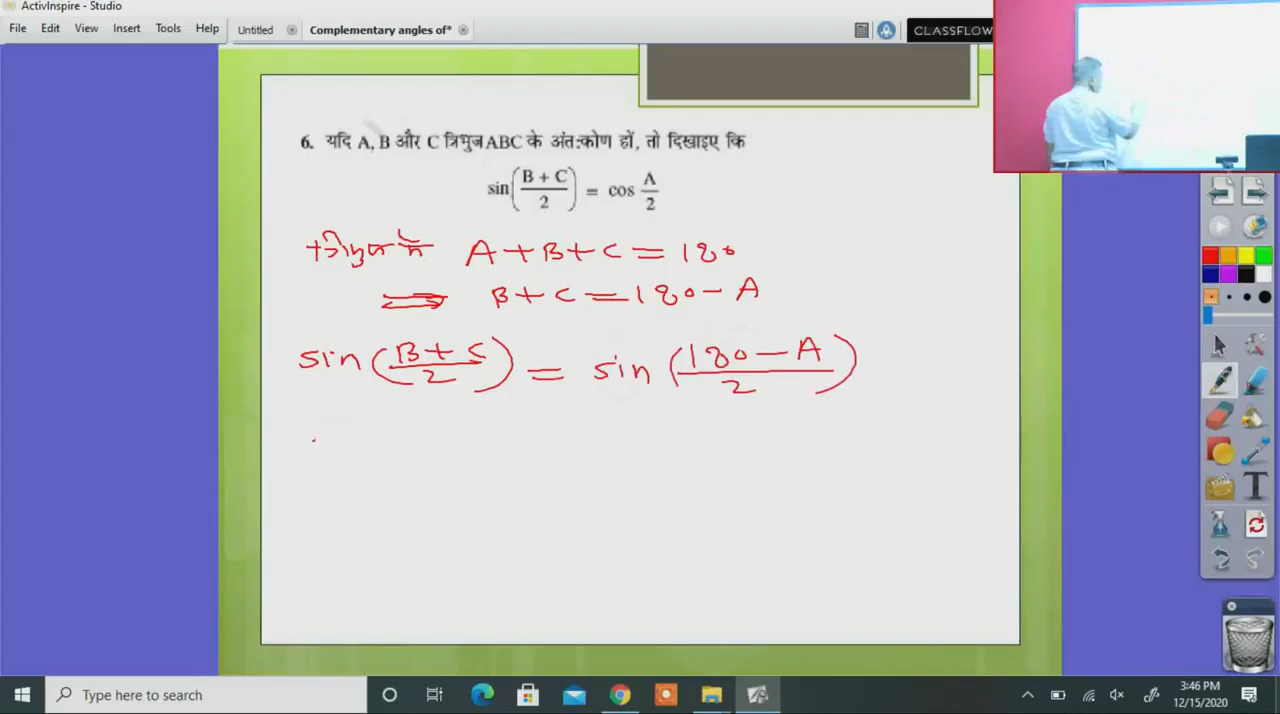 ActivInspire - Studio
File Edit View Insert Tools Help Untitled Complementary angles of* CLASSFLOW
6. यदि A, B और C त्रिभुज ABC के अंत:कोण हों, तो दिखाइए कि
sin(B + C / 2) = cos A / 2
त्रिभुज में A + B + C = 180
⟹ B + C = 180 - A
sin(B + C / 2) = sin(180 - A / 2)
T
Type here to search
3:46 PM
12/15/2020